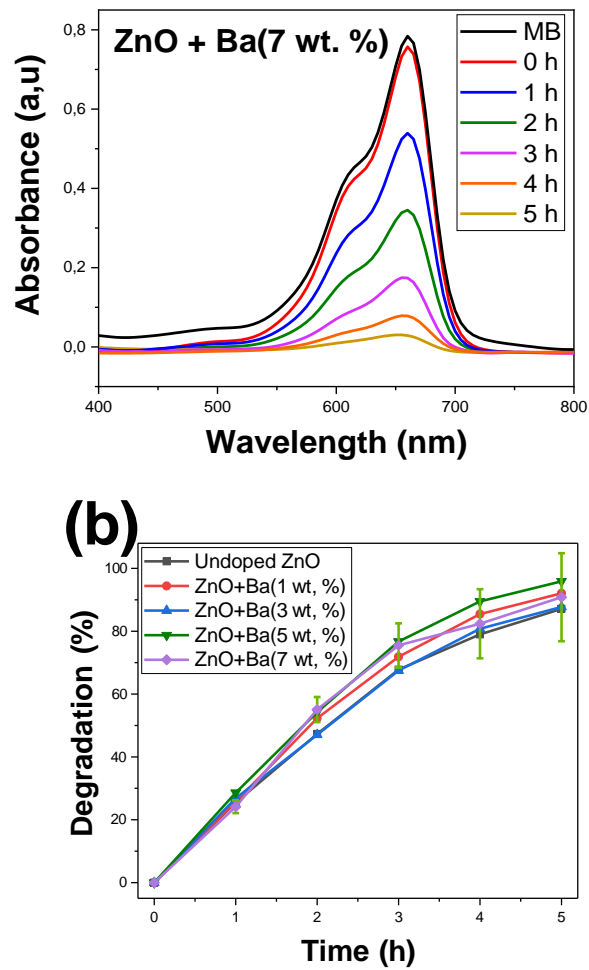 ZnO + Ba(7 wt. %)
MB
0 h
1 h
2 h
3 h
4 h
5 h
Absorbance (a,u)
0,8
0,6
0,4
0,2
0,0
400
500
600
700
800
Wavelength (nm)
(b)
Undoped ZnO
ZnO+Ba(1 wt, %)
ZnO+Ba(3 wt, %)
ZnO+Ba(5 wt, %)
ZnO+Ba(7 wt, %)
Degradation (%)
100
80
60
40
20
0
0
1
2
3
4
5
Time (h)